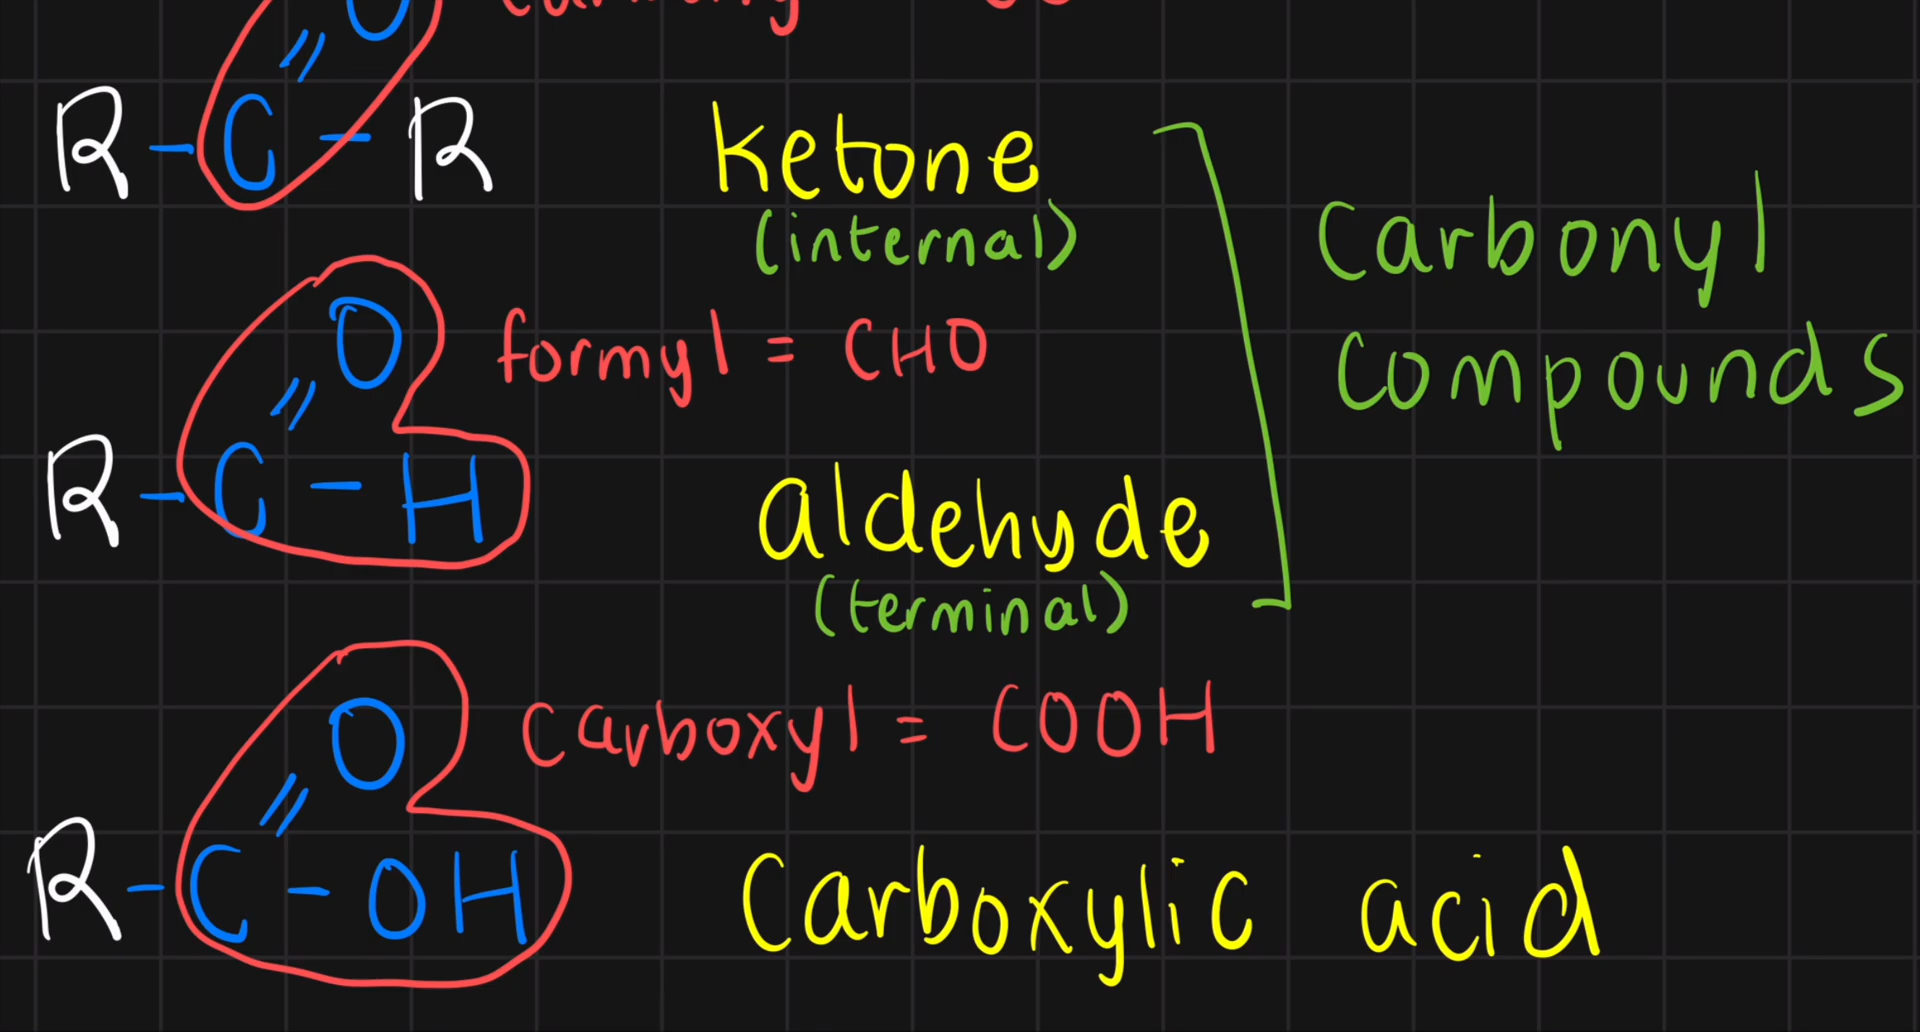 O
=
R-C-R ketone
(internal)
Carbonyl
compounds
O formyl = CHO
=
R-C-H aldehyde
(terminal)
O carboxyl = COOH
=
R-C-OH Carboxylic acid